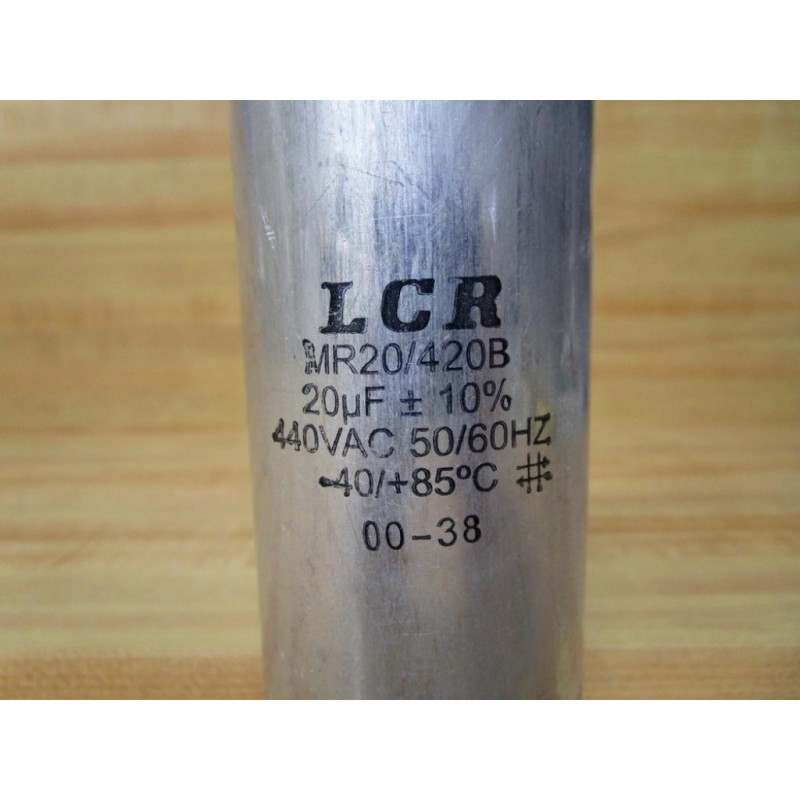 LCR
MR20/420B
20µF ± 10%
440VAC 50/60HZ
-40/+85ºC
00-38